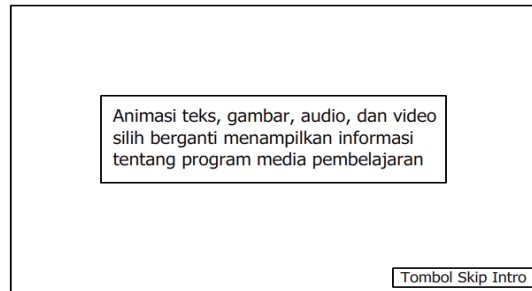 Animasi teks, gambar, audio, dan video
silih berganti menampilkan informasi
tentang program media pembelajaran
Tombol Skip Intro